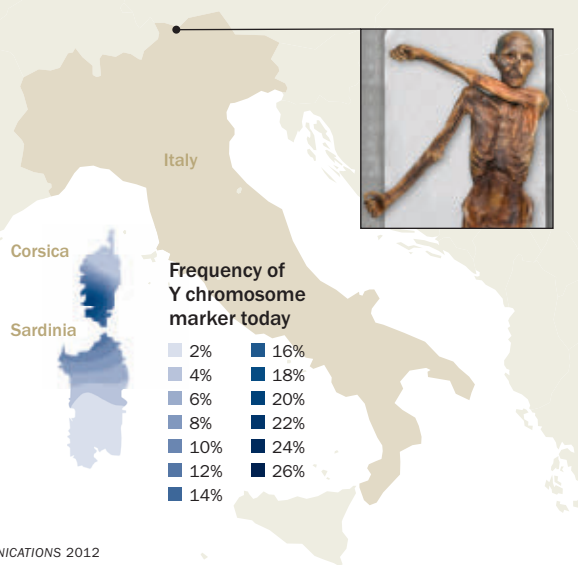 Italy
Corsica
Sardinia
Frequency of
Y chromosome
marker today
2%
4%
6%
8%
10%
12%
14%
16%
18%
20%
22%
24%
26%
NICATIONS 2012